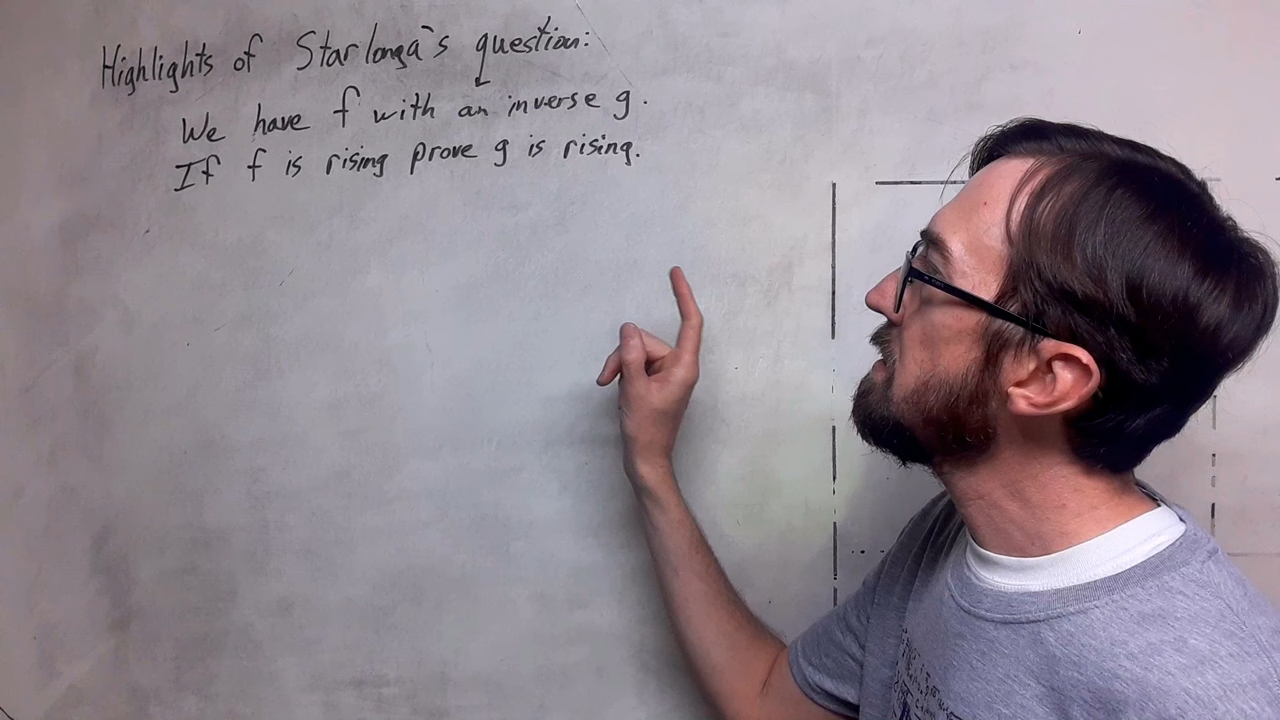 Highlights of Starlonga's question:
We have f with an inverse g.
If f is rising prove g is rising.